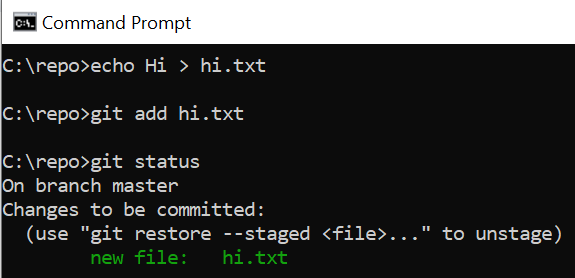 Command Prompt
C:\repo>echo Hi > hi.txt
C:\repo>git add hi.txt
C:\repo>git status
On branch master
Changes to be committed:
  (use "git restore --staged <file>..." to unstage)
        new file:   hi.txt